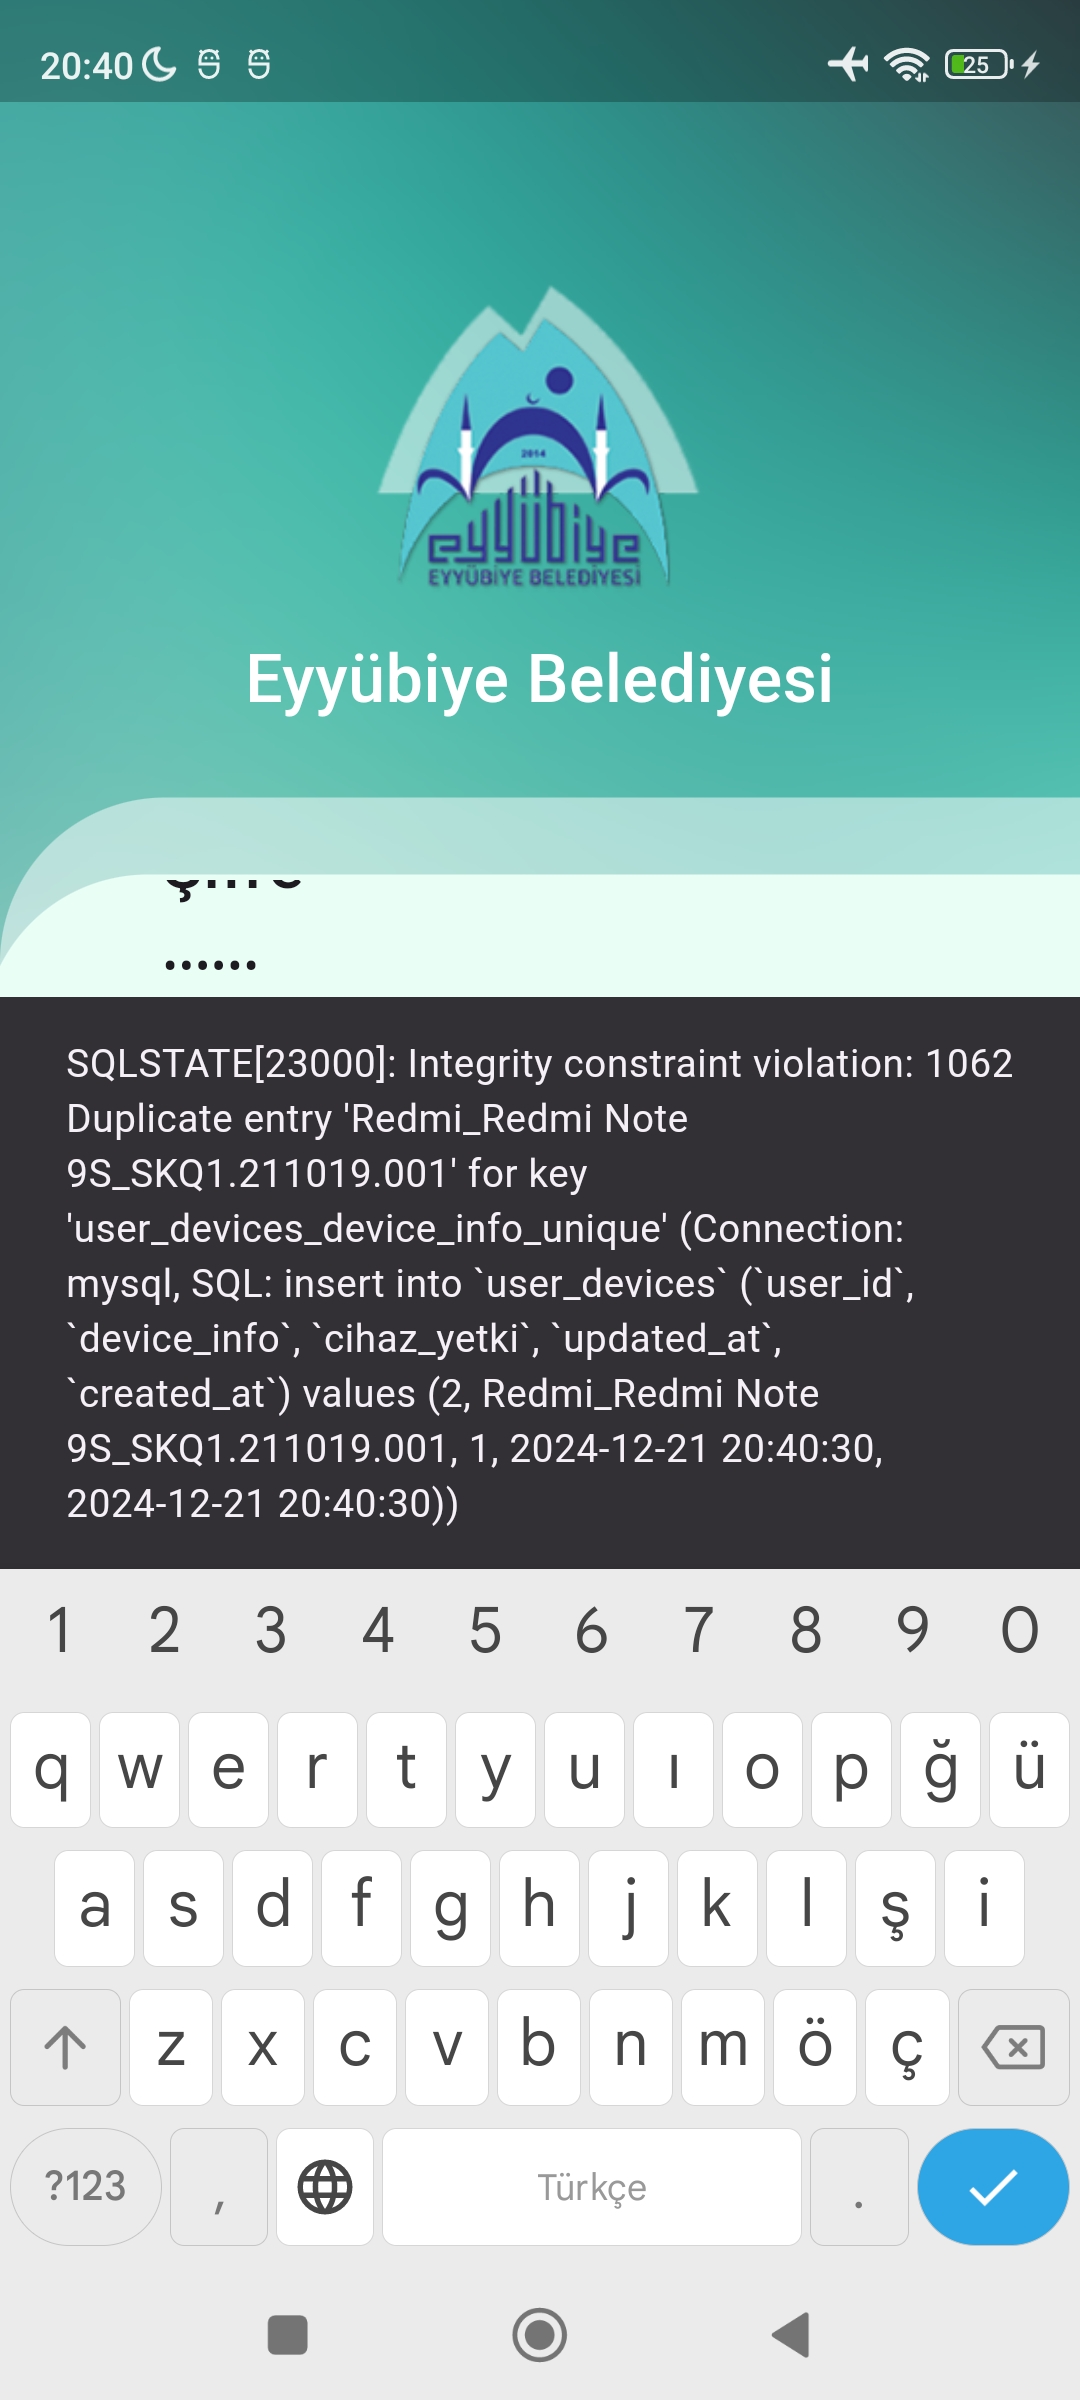 20:40
25
2014
eyyübiye
EYYÜBİYE BELEDİYESİ
Eyyübiye Belediyesi
......
SQLSTATE[23000]: Integrity constraint violation: 1062
Duplicate entry 'Redmi_Redmi Note
9S_SKQ1.211019.001' for key
'user_devices_device_info_unique' (Connection:
mysql, SQL: insert into `user_devices` (`user_id`,
`device_info`, `cihaz_yetki`, `updated_at`,
`created_at`) values (2, Redmi_Redmi Note
9S_SKQ1.211019.001, 1, 2024-12-21 20:40:30,
2024-12-21 20:40:30))
1 2 3 4 5 6 7 8 9 0
q w e r t y u ı o p ğ ü
a s d f g h j k l ş i
z x c v b n m ö ç
?123 , Türkçe .